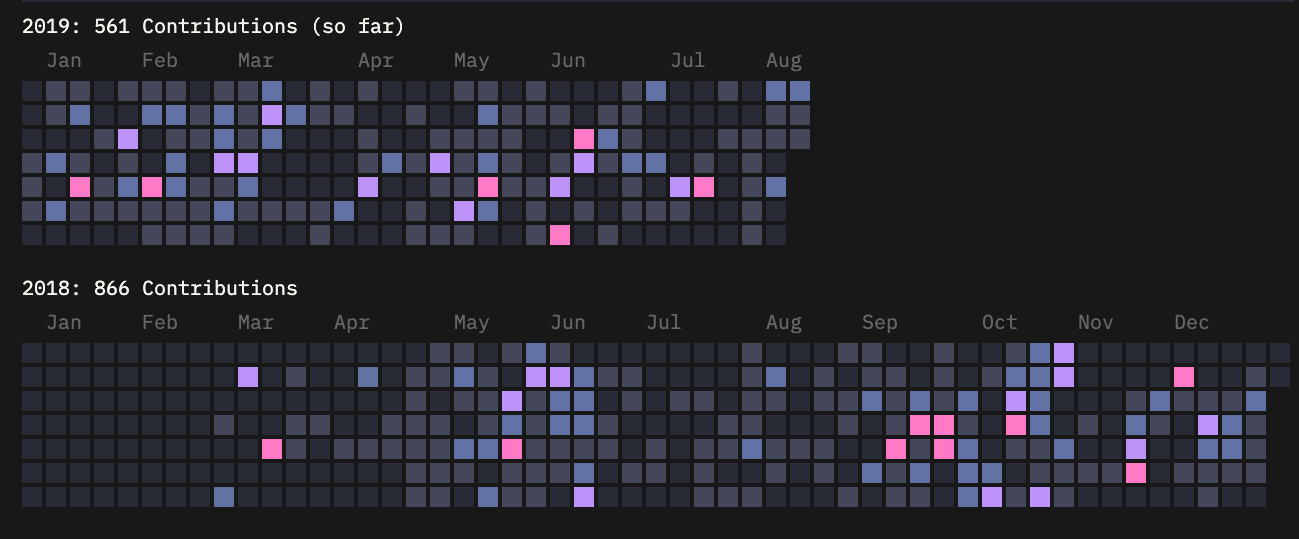 2019: 561 Contributions (so far)
Jan Feb Mar Apr May Jun Jul Aug
2018: 866 Contributions
Jan Feb Mar Apr May Jun Jul Aug Sep Oct Nov Dec